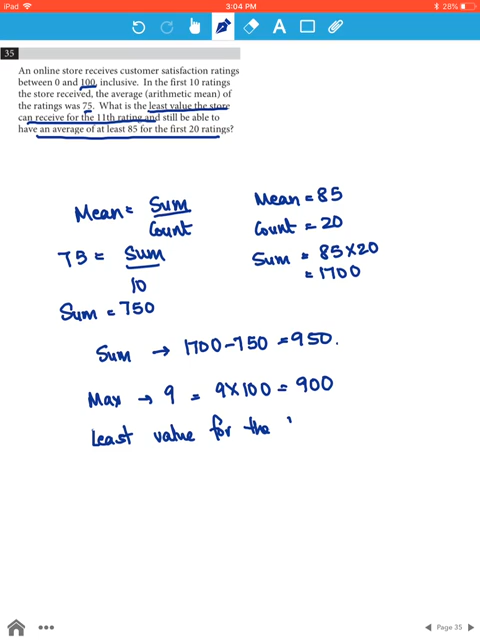 iPad 3:04 PM 28%
A
35
An online store receives customer satisfaction ratings
between 0 and 100, inclusive. In the first 10 ratings
the store received, the average (arithmetic mean) of
the ratings was 75. What is the least value the store
can receive for the 11th rating and still be able to
have an average of at least 85 for the first 20 ratings?
Mean = Sum/Count
75 = Sum/10
Sum = 750
Mean = 85
Count = 20
Sum = 85 × 20
= 1700
Sum → 1700 - 750 = 950.
Max → 9 = 9 × 100 = 900
Least value for the
Page 35